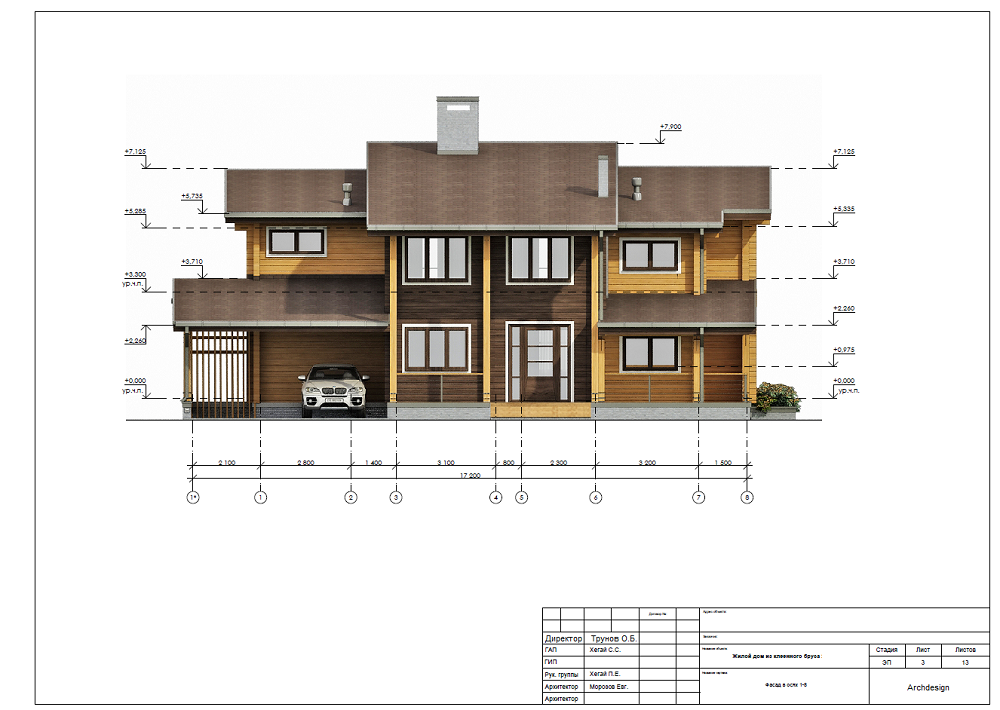 +7,900
+7,125
+7,125
+5,735
+5,285
+5,335
+3,710
+3,710
+3,300
ур.ч.п.
+2,260
+2,260
+0,975
+0,000
ур.ч.п.
+0,000
ур.ч.п.
2 100 2 800 1 400 3 100 800 2 300 3 200 1 500
17 200
1* 1 2 3 4 5 6 7 8
Адрес объекта:
Директор Трунов О.Б.
Заказчик:
ГАП Хегай С.С.
Название объекта:
Жилой дом из клеенного бруса
Стадия Лист Листов
ГИП
ЭП 3 13
Рук. группы Хегай П.Е.
Архитектор Морозов Евг.
Фасад в осях 1-8
Archdesign
Архитектор